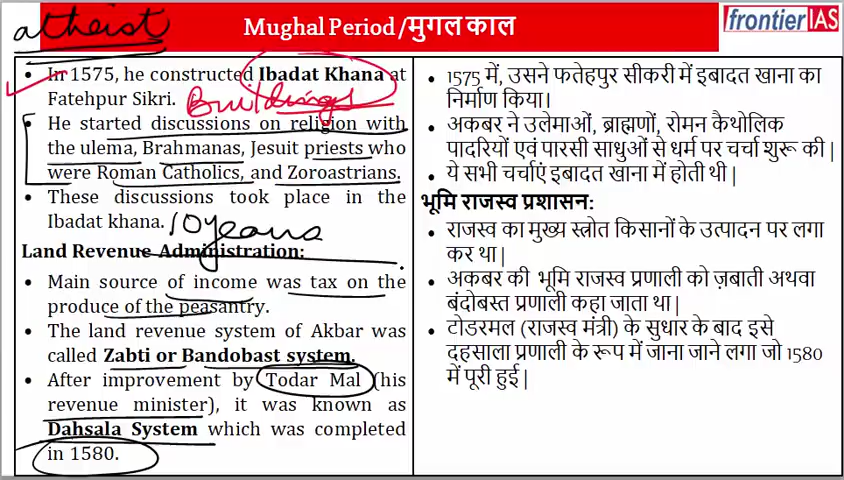 atheist
Mughal Period/मुगल काल
frontierIAS
• In 1575, he constructed Ibadat Khana at
Fatehpur Sikri.
Buildings
• He started discussions on religion with
the ulema, Brahmanas, Jesuit priests who
were Roman Catholics, and Zoroastrians.
• These discussions took place in the
Ibadat khana.
10 years
Land Revenue Administration:
• Main source of income was tax on the
produce of the peasantry.
• The land revenue system of Akbar was
called Zabti or Bandobast system.
• After improvement by Todar Mal (his
revenue minister), it was known as
Dahsala System which was completed
in 1580.
• 1575 में, उसने फतेहपुर सीकरी में इबादत खाना का
निर्माण किया।
• अकबर ने उलेमाओं, ब्राह्मणों, रोमन कैथोलिक
पादरियों एवं पारसी साधुओं से धर्म पर चर्चा शुरू की |
• ये सभी चर्चाएं इबादत खाना में होती थी |
भूमि राजस्व प्रशासन:
• राजस्व का मुख्य स्त्रोत किसानों के उत्पादन पर लगा
कर था |
• अकबर की भूमि राजस्व प्रणाली को ज़बाती अथवा
बंदोबस्त प्रणाली कहा जाता था |
• टोडरमल (राजस्व मंत्री) के सुधार के बाद इसे
दहसाला प्रणाली के रूप में जाना जाने लगा जो 1580
में पूरी हुई |